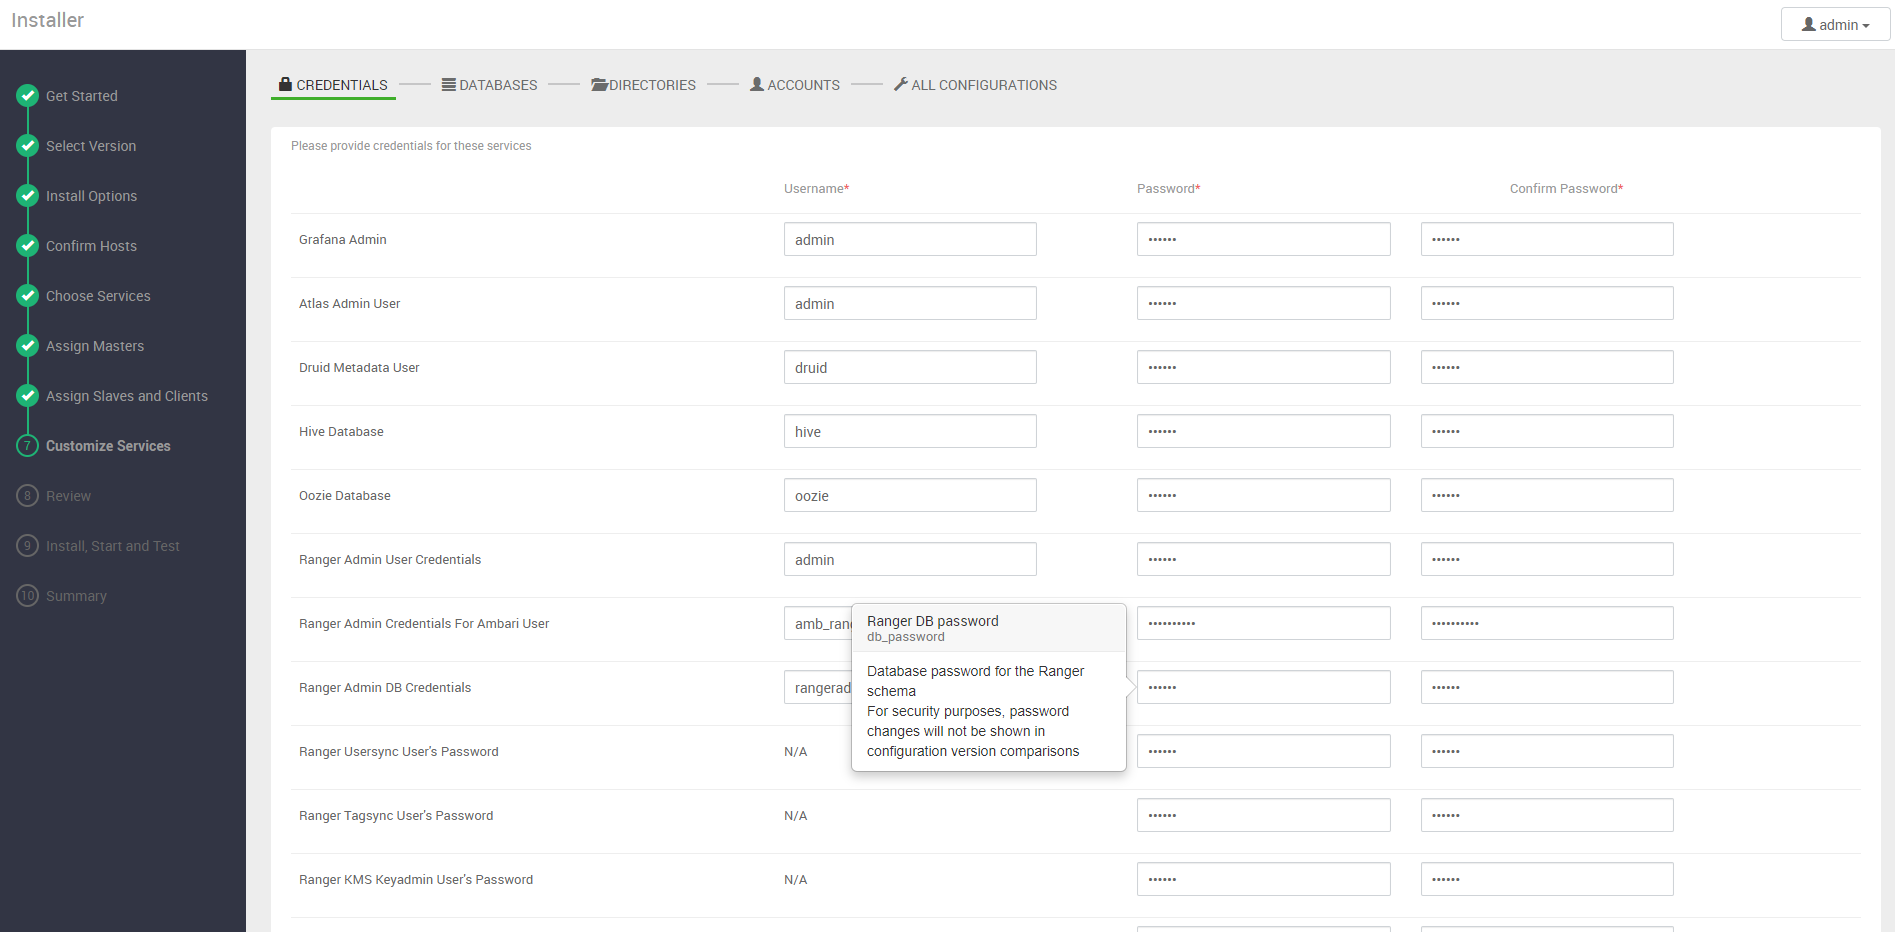 Installer
admin
Get Started
Select Version
Install Options
Confirm Hosts
Choose Services
Assign Masters
Assign Slaves and Clients
7 Customize Services
8 Review
9 Install, Start and Test
10 Summary
CREDENTIALS DATABASES DIRECTORIES ACCOUNTS ALL CONFIGURATIONS
Please provide credentials for these services
Username* Password* Confirm Password*
Grafana Admin admin •••••• ••••••
Atlas Admin User admin •••••• ••••••
Druid Metadata User druid •••••• ••••••
Hive Database hive •••••• ••••••
Oozie Database oozie •••••• ••••••
Ranger Admin User Credentials admin •••••• ••••••
Ranger Admin Credentials For Ambari User amb_ran •••••••••• ••••••••••
Ranger Admin DB Credentials rangerad •••••• ••••••
Ranger Usersync User's Password N/A •••••• ••••••
Ranger Tagsync User's Password N/A •••••• ••••••
Ranger KMS Keyadmin User's Password N/A •••••• ••••••
Ranger DB password
db_password
Database password for the Ranger
schema
For security purposes, password
changes will not be shown in
configuration version comparisons